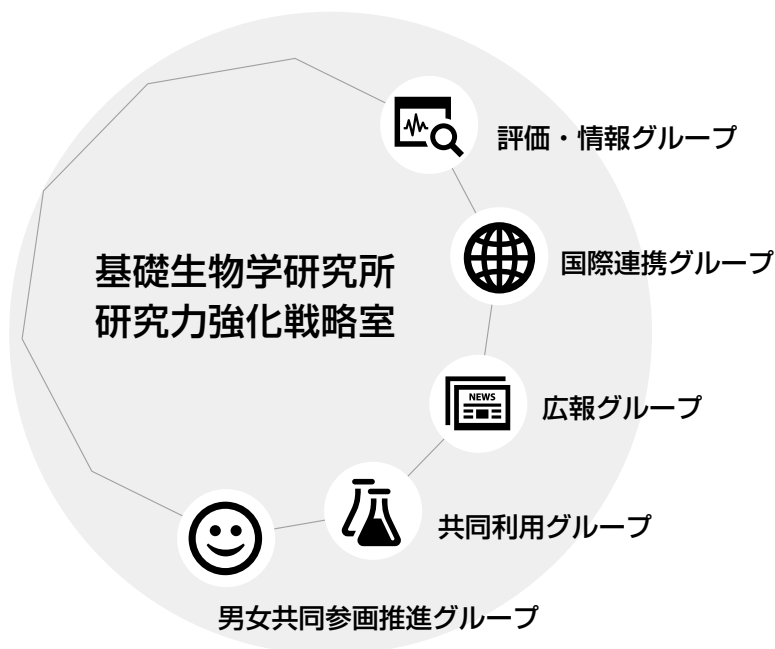 評価・情報グループ
国際連携グループ
基礎生物学研究所
研究力強化戦略室
NEWS
広報グループ
共同利用グループ
男女共同参画推進グループ